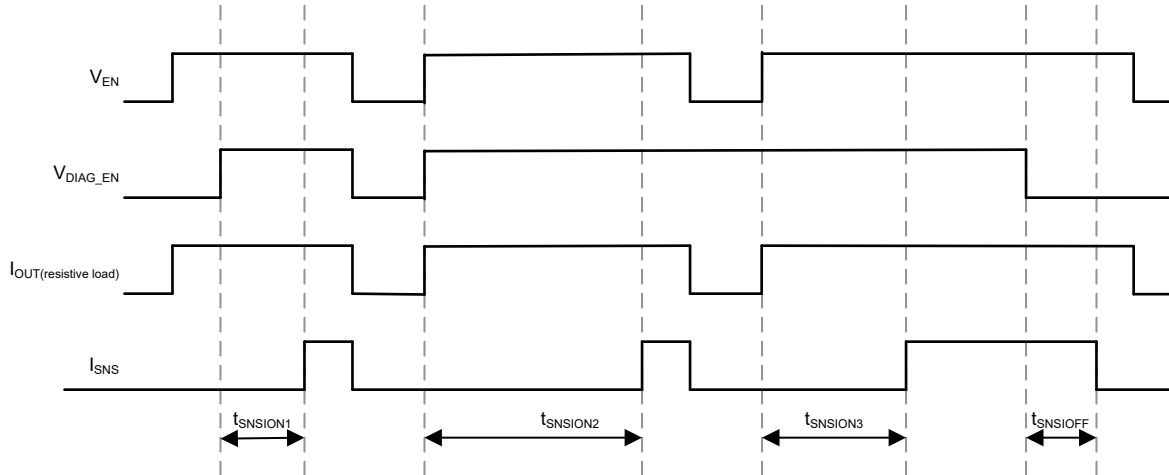 VEN
VDIAG_EN
IOUT(resistive load)
ISNS
tSNSION1
tSNSION2
tSNSION3
tSNSIOFF